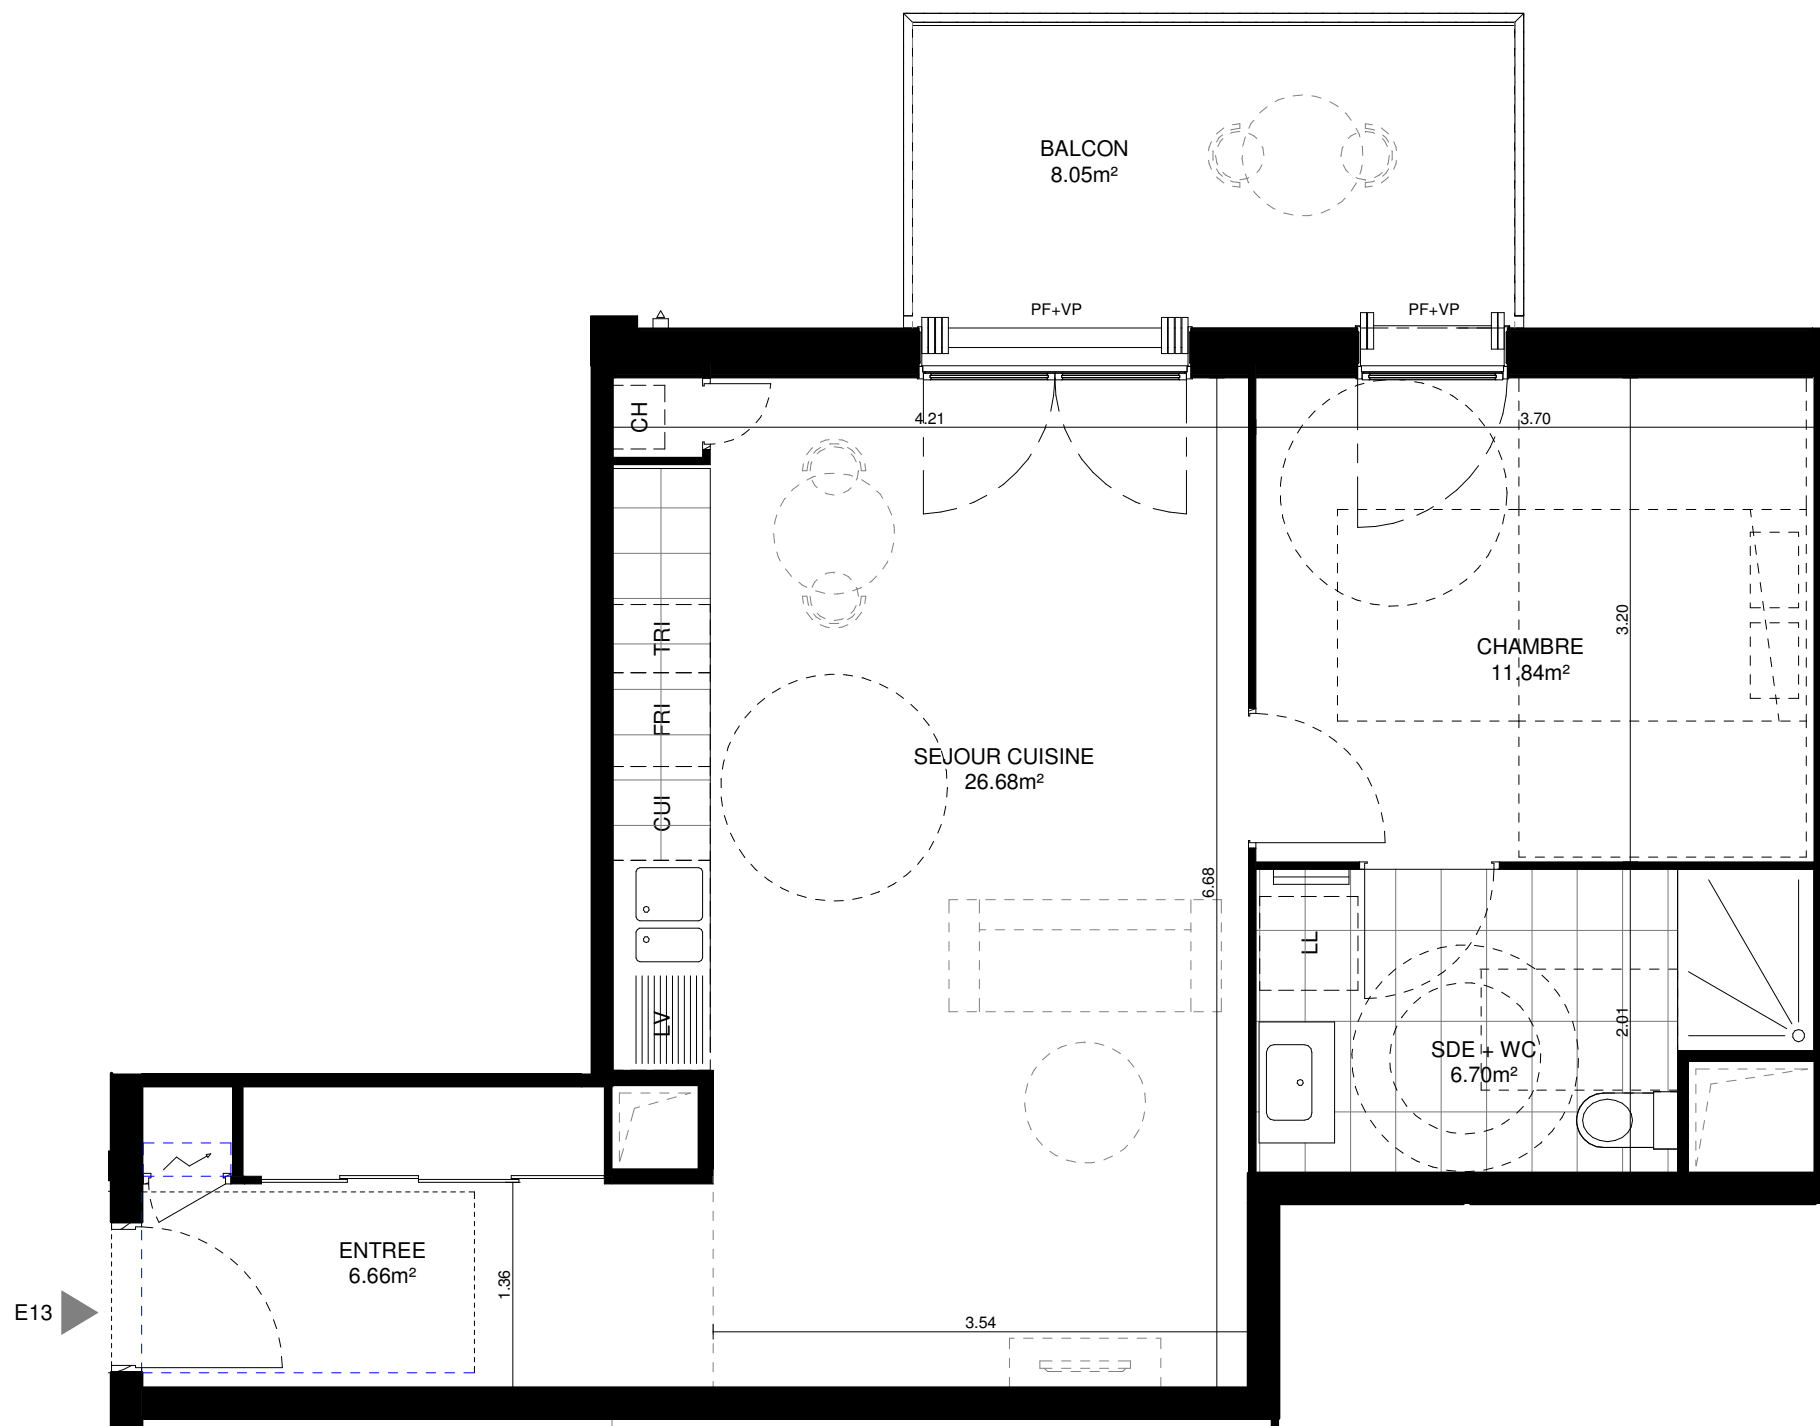 BALCON
8.05m²
PF+VP
PF+VP
CH
4.21
3.70
TRI
3.20
CHAMBRE
11.84m²
FRI
SEJOUR CUISINE
26.68m²
CUI
6.68
LL
LV
2.01
SDE + WC
6.70m²
ENTREE
6.66m²
1.36
E13
3.54